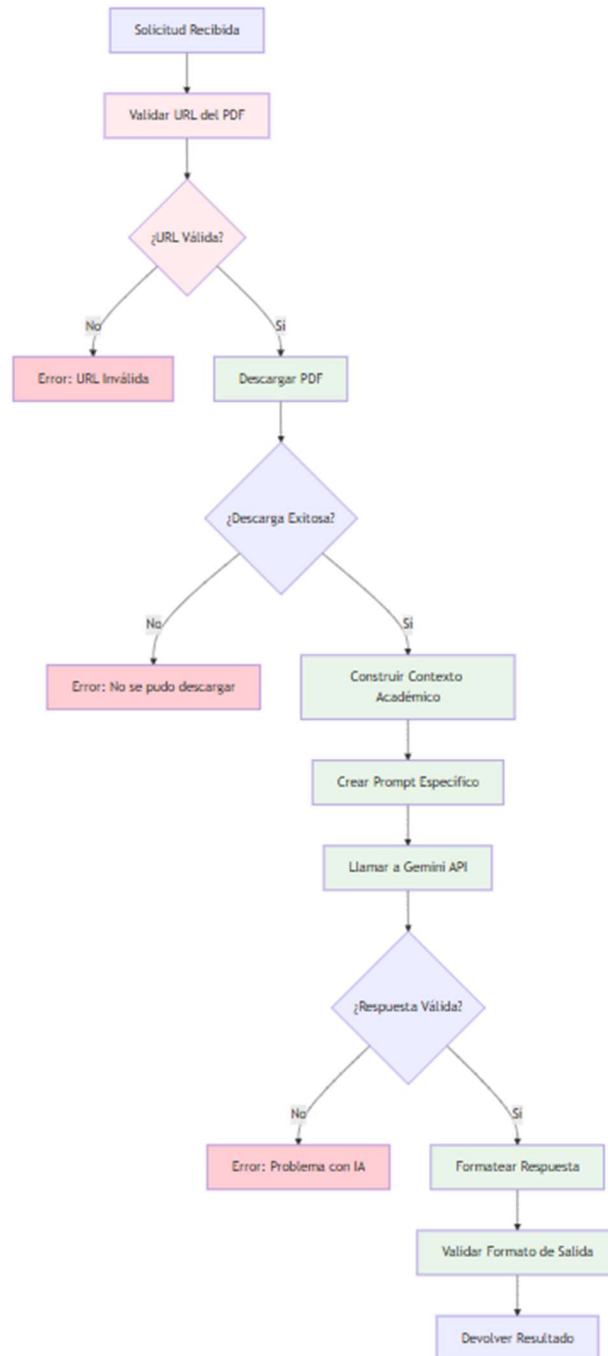 Solicitud Recibida
Validar URL del PDF
¿URL Válida?
No
Sí
Error: URL Inválida
Descargar PDF
¿Descarga Exitosa?
No
Sí
Error: No se pudo descargar
Construir Contexto
Académico
Crear Prompt Específico
Llamar a Gemini API
¿Respuesta Válida?
No
Sí
Error: Problema con IA
Formatear Respuesta
Validar Formato de Salida
Devolver Resultado